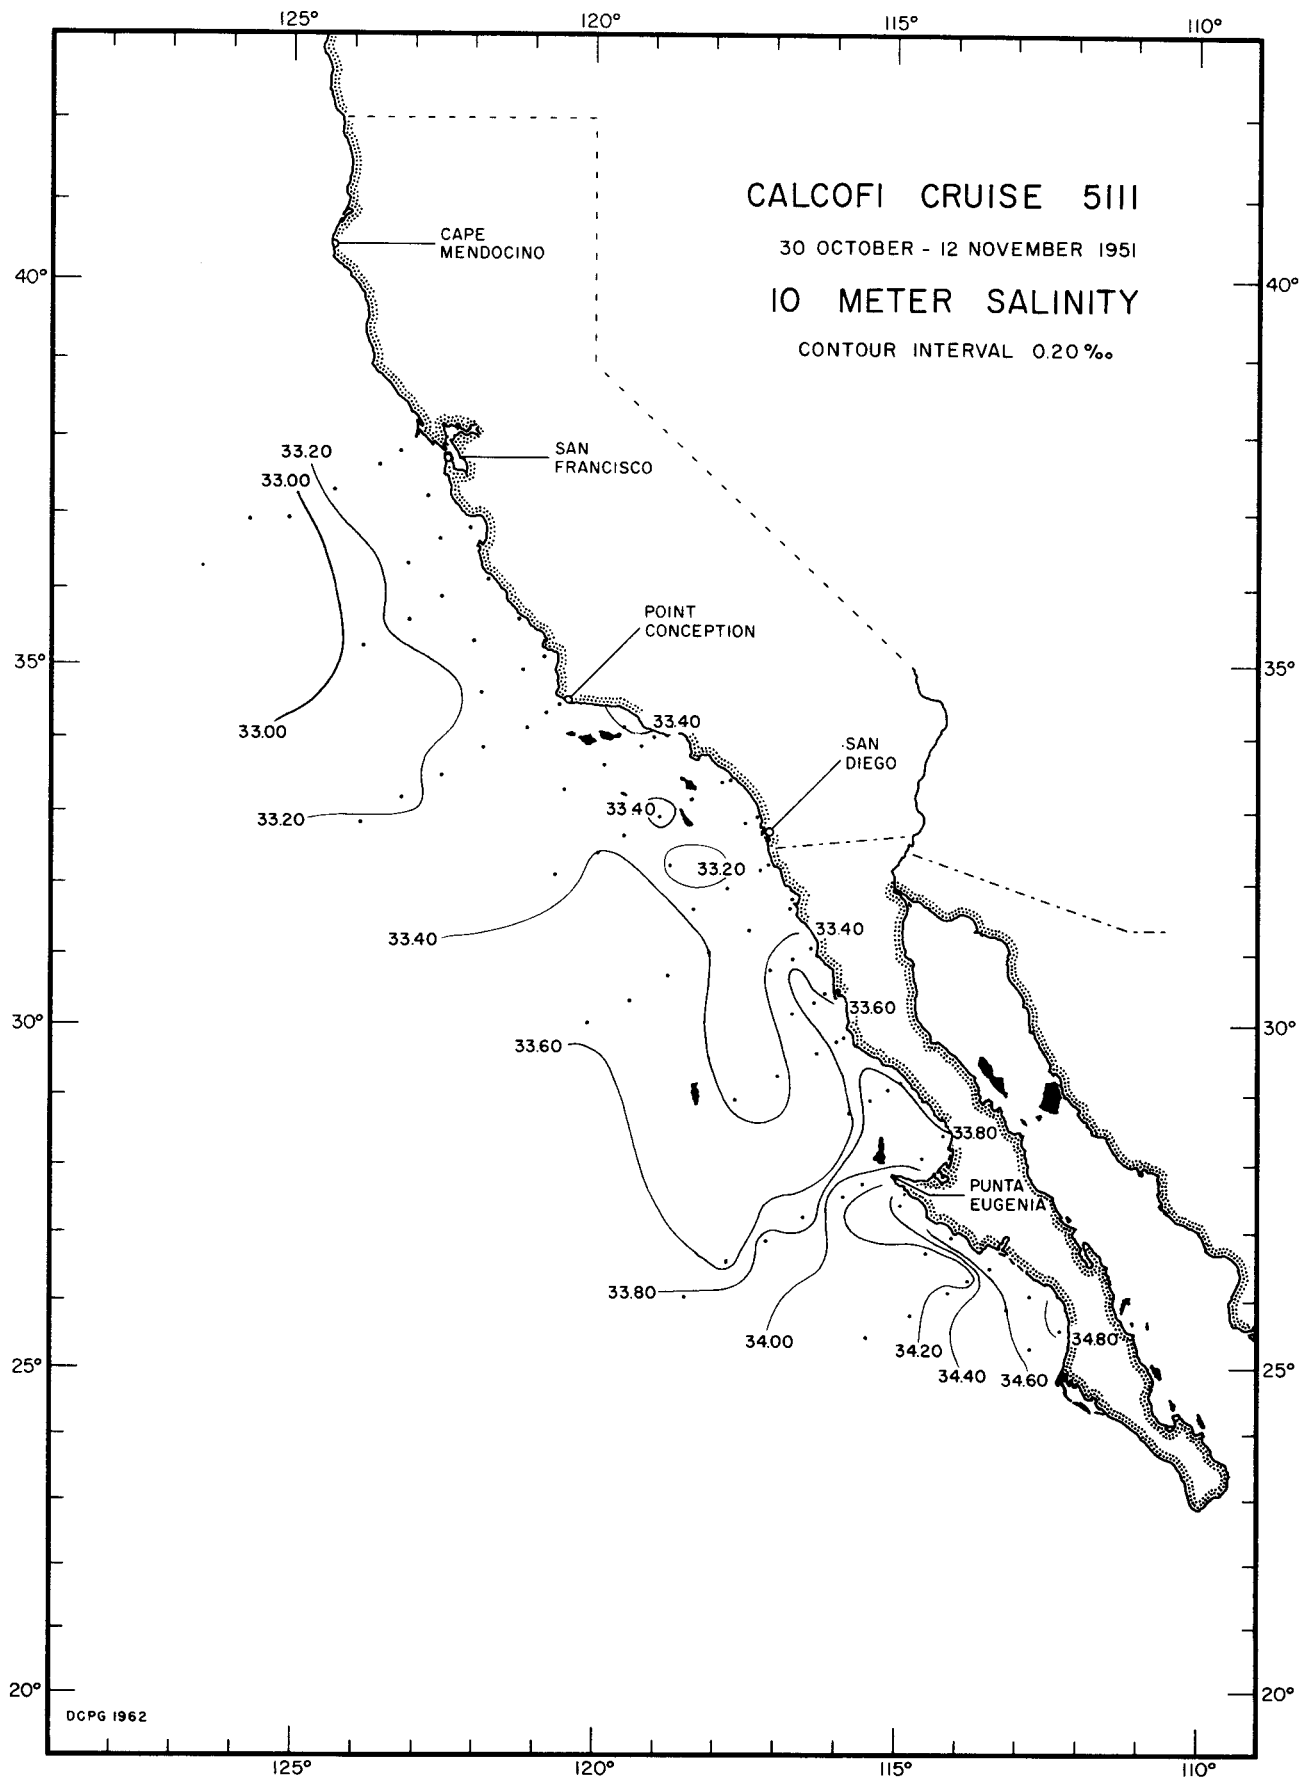 125°
120°
115°
110°
CALCOFI CRUISE 5111
30 OCTOBER - 12 NOVEMBER 1951
10 METER SALINITY
CONTOUR INTERVAL 0.20 ‰
CAPE
MENDOCINO
40°
40°
33.20
33.00
SAN
FRANCISCO
POINT
CONCEPTION
35°
35°
33.00
33.40
SAN
DIEGO
33.20
33.40
33.20
33.40
33.40
33.60
30°
30°
33.60
33.80
PUNTA
EUGENIA
33.80
34.00
34.20
34.40
34.60
34.80
25°
25°
20°
20°
DCPG 1962
125°
120°
115°
110°